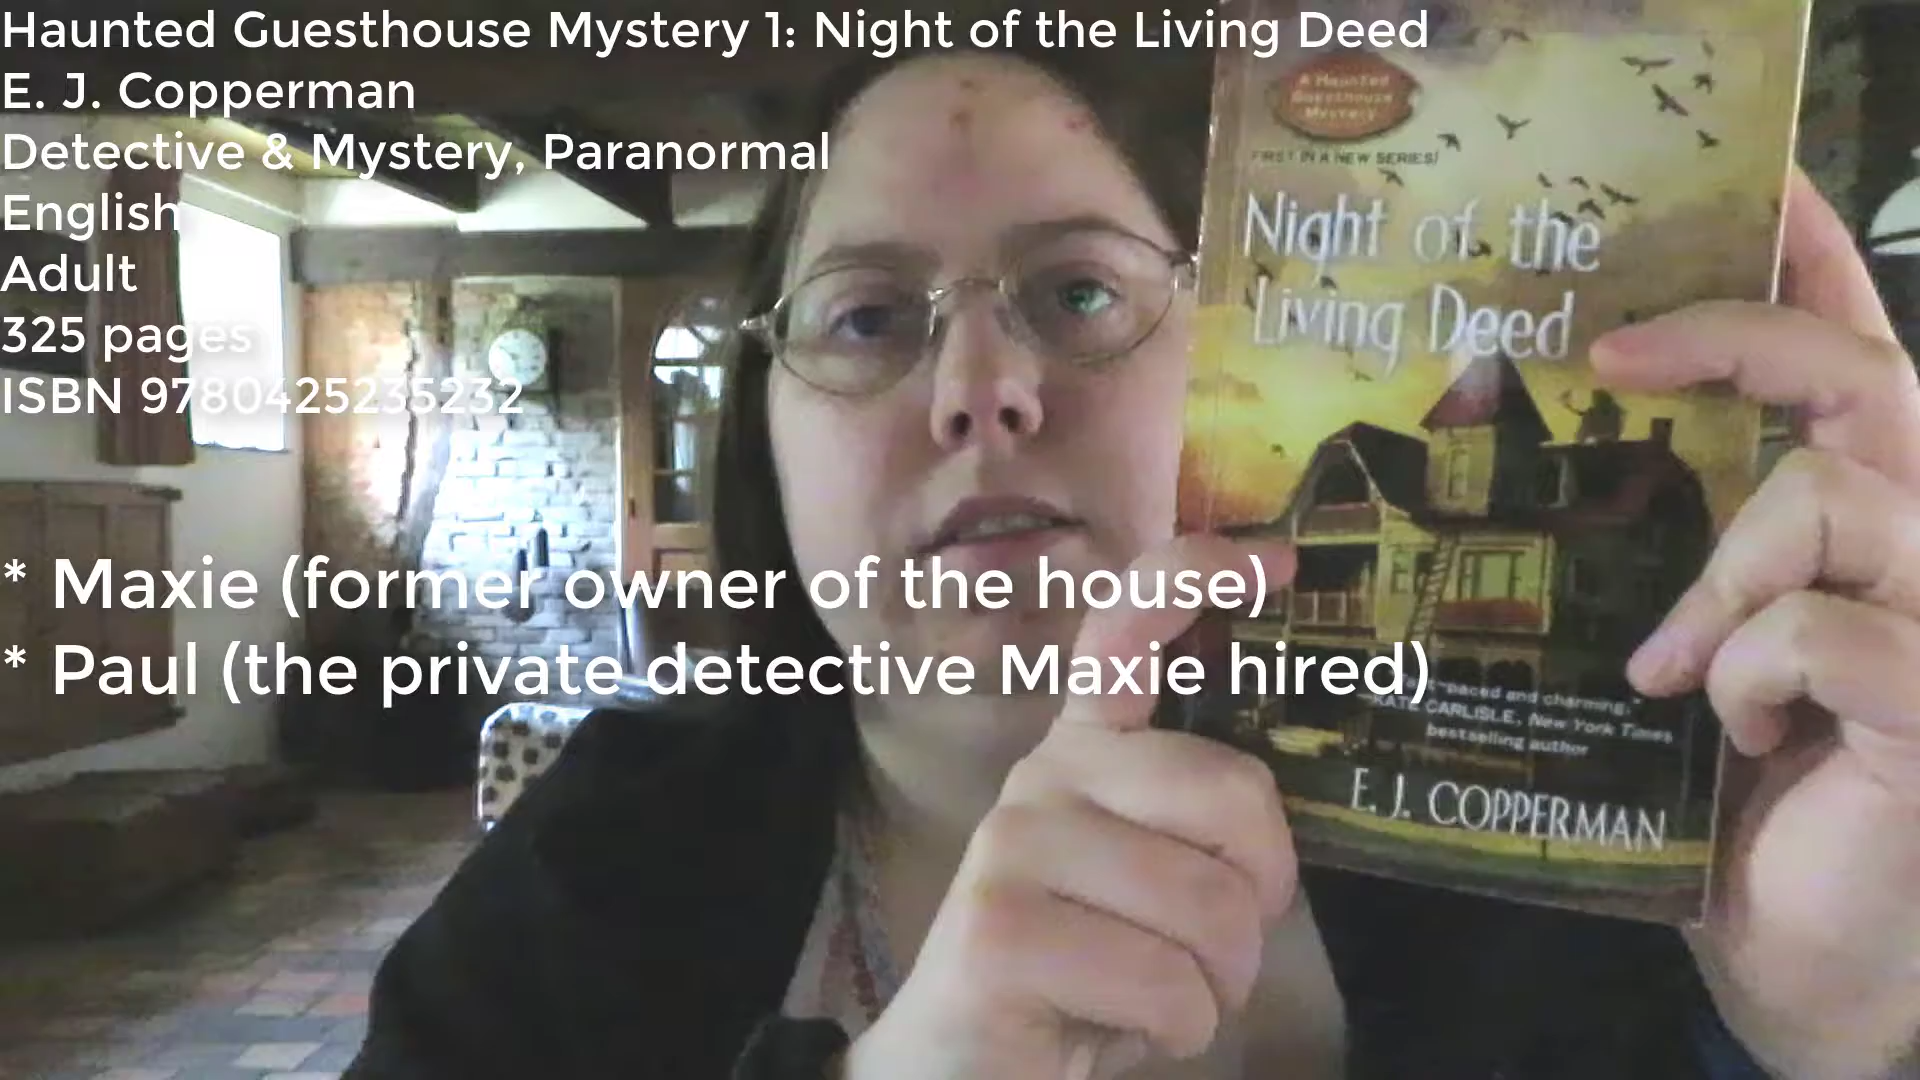 Haunted Guesthouse Mystery 1: Night of the Living Deed
E. J. Copperman
Detective & Mystery, Paranormal
English
Adult
325 pages
ISBN 9780425235232
* Maxie (former owner of the house)
* Paul (the private detective Maxie hired)
A Haunted
Guesthouse
Mystery
FIRST IN A NEW SERIES!
Night of the
Living Deed
-paced and charming."
KATE CARLISLE, New York Times
bestselling author
E. J. COPPERMAN